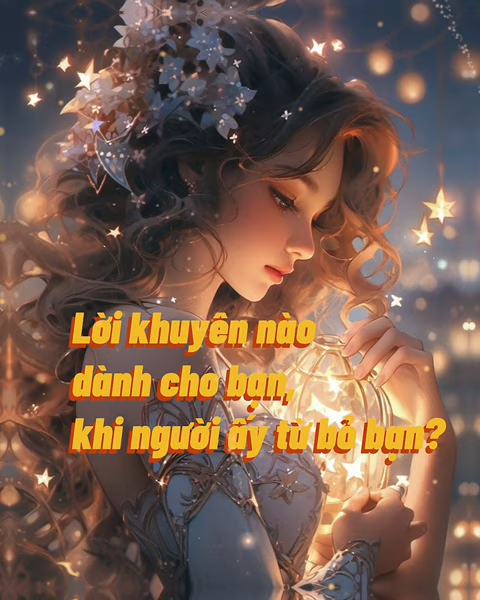 Lời khuyên nào
dành cho bạn,
khi người ấy từ bỏ bạn?